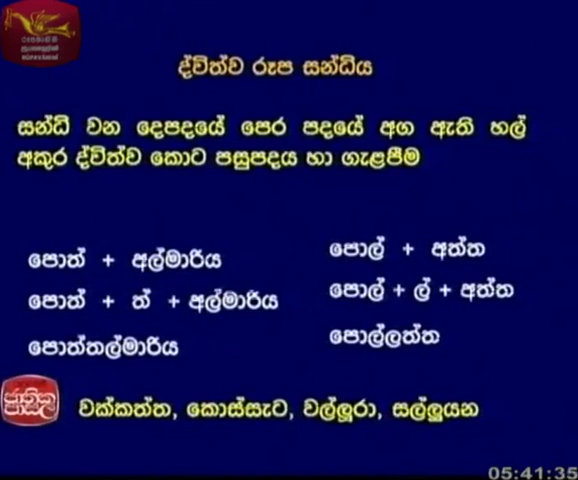 ද්විත්ව රූප සන්ධිය
සන්ධි වන දෙපදයේ පෙර පදයේ අග ඇති හල්
අකුර ද්විත්ව කොට පසුපදය හා ගැළපීම
පොත් + අල්මාරිය
පොත් + ත් + අල්මාරිය
පොත්තල්මාරිය
පොල් + අත්ත
පොල් + ල් + අත්ත
පොල්ලත්ත
ජාතික
පාසල
වක්කත්ත, කොස්සැට, වල්ලූරා, සල්ලුයන
05:41:35